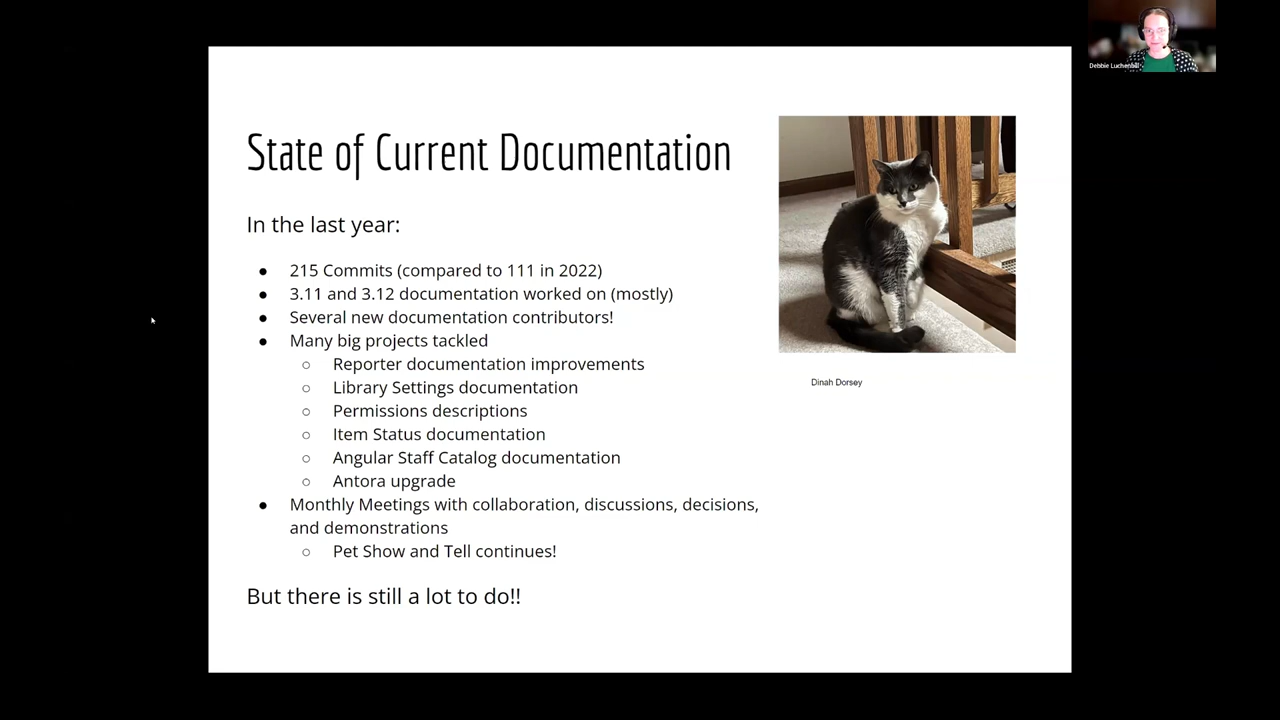 Debbie Luchenbill
State of Current Documentation
In the last year:
● 215 Commits (compared to 111 in 2022)
● 3.11 and 3.12 documentation worked on (mostly)
● Several new documentation contributors!
● Many big projects tackled
○ Reporter documentation improvements
○ Library Settings documentation
○ Permissions descriptions
○ Item Status documentation
○ Angular Staff Catalog documentation
○ Antora upgrade
● Monthly Meetings with collaboration, discussions, decisions,
and demonstrations
○ Pet Show and Tell continues!
But there is still a lot to do!!
Dinah Dorsey